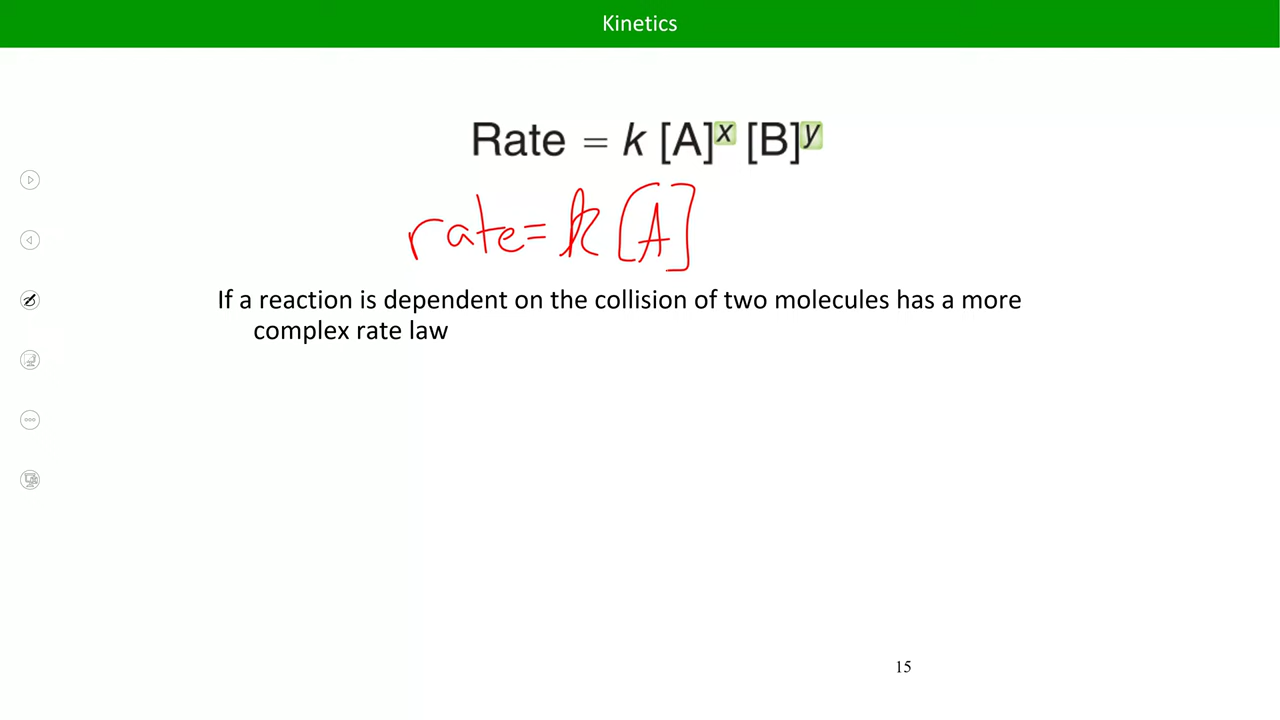 Kinetics
Rate = k [A]^x [B]^y
rate = k [A]
If a reaction is dependent on the collision of two molecules has a more
complex rate law
15